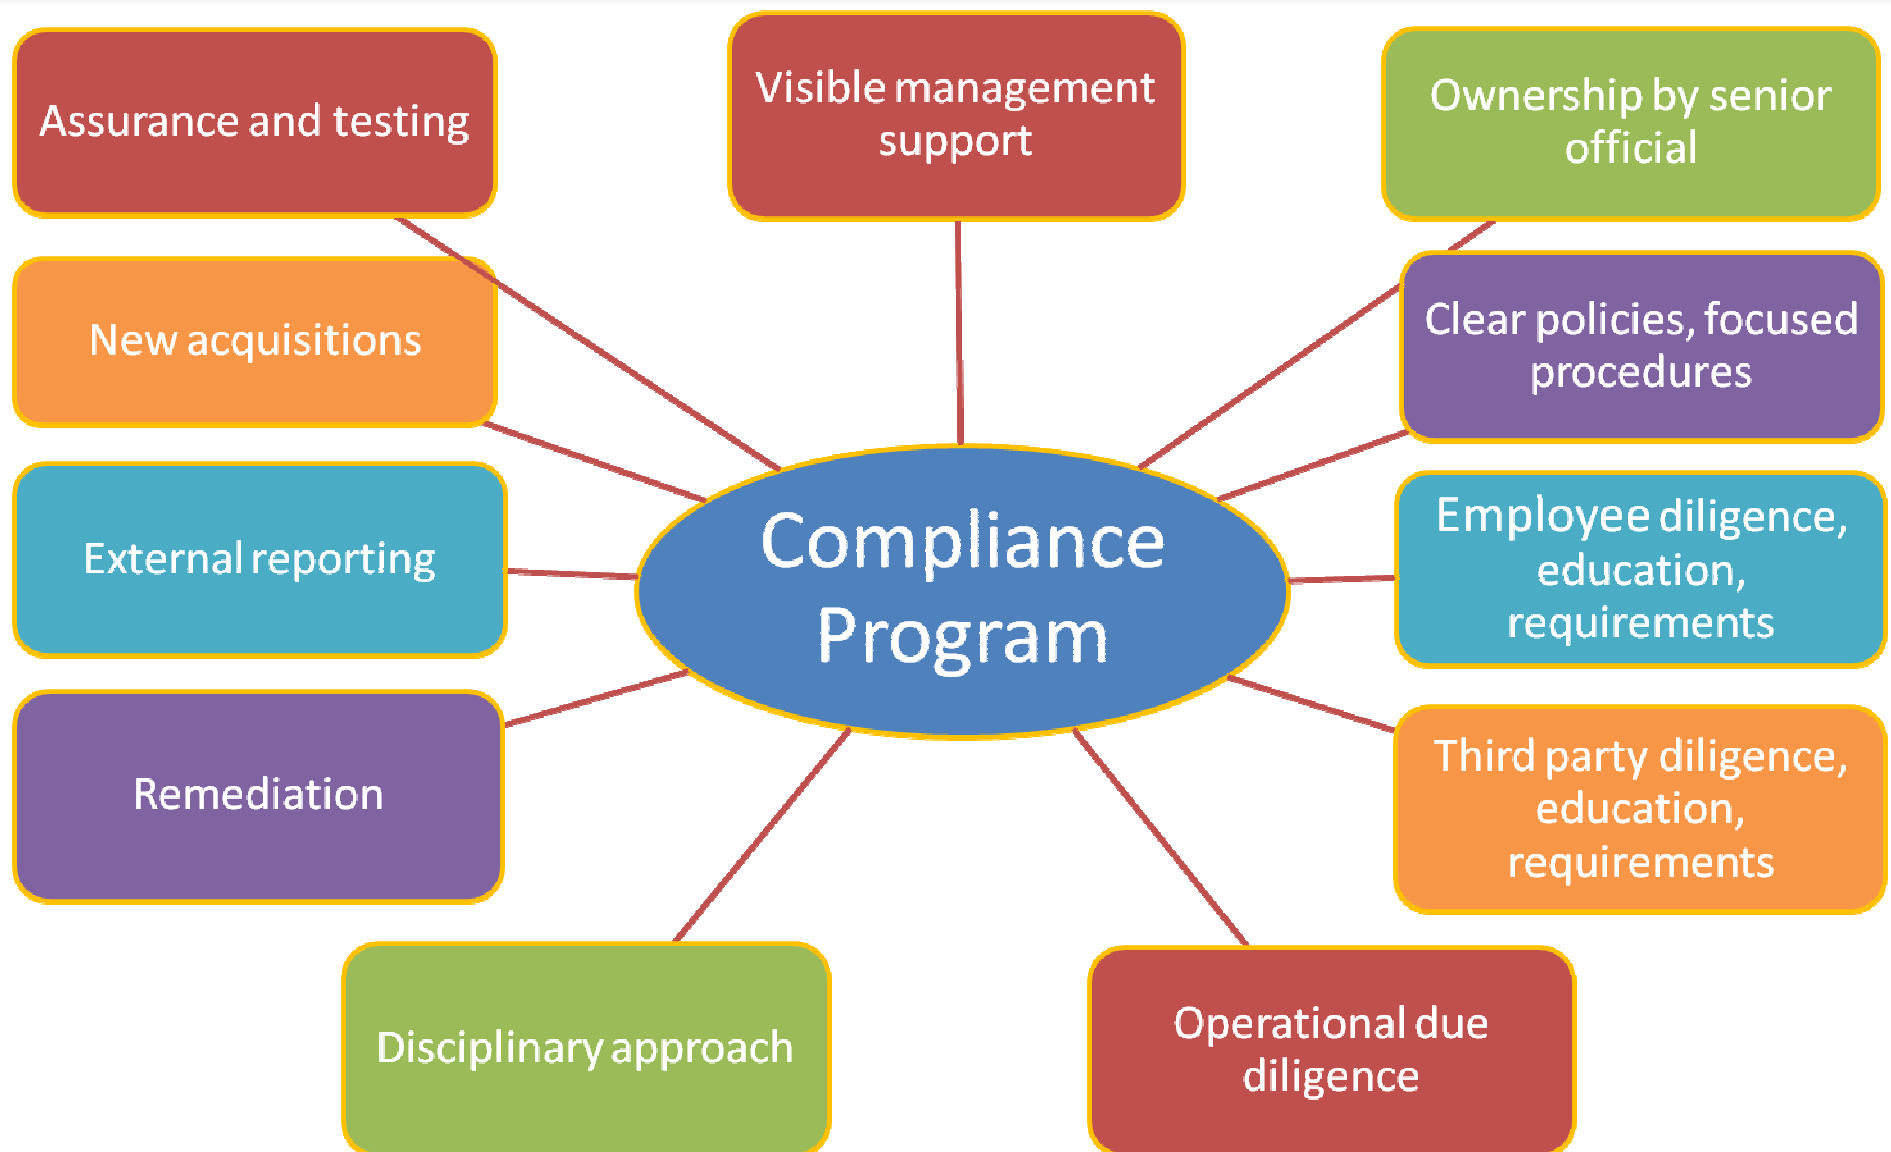 Assurance and testing
Visible management
support
Ownership by senior
official
New acquisitions
Clear policies, focused
procedures
External reporting
Compliance
Program
Employee diligence,
education,
requirements
Remediation
Third party diligence,
education,
requirements
Disciplinary approach
Operational due
diligence